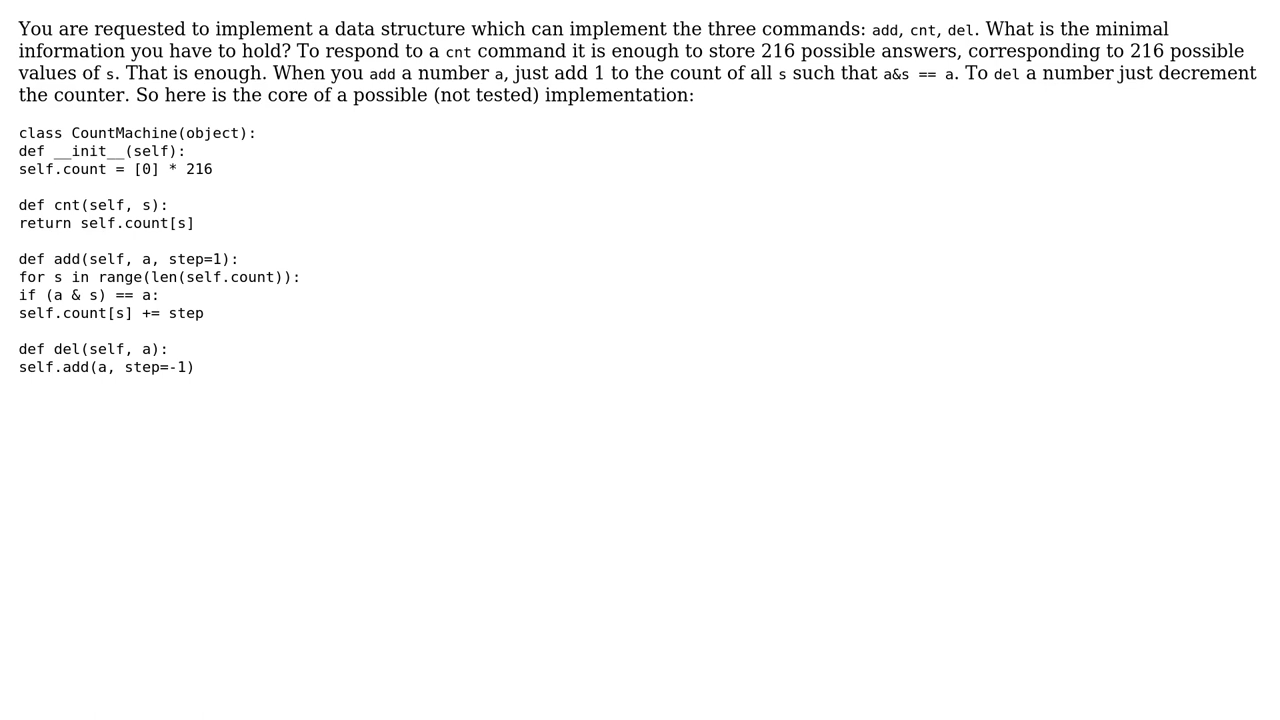 You are requested to implement a data structure which can implement the three commands: add, cnt, del. What is the minimal
information you have to hold? To respond to a cnt command it is enough to store 216 possible answers, corresponding to 216 possible
values of s. That is enough. When you add a number a, just add 1 to the count of all s such that a&s == a. To del a number just decrement
the counter. So here is the core of a possible (not tested) implementation:
class CountMachine(object):
def __init__(self):
self.count = [0] * 216
def cnt(self, s):
return self.count[s]
def add(self, a, step=1):
for s in range(len(self.count)):
if (a & s) == a:
self.count[s] += step
def del(self, a):
self.add(a, step=-1)